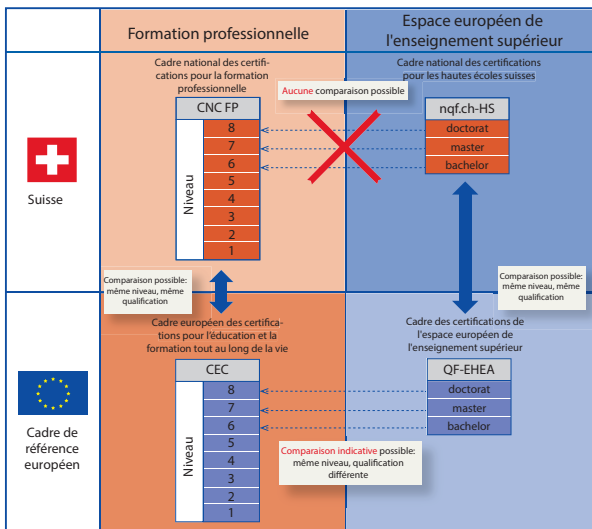 Formation professionnelle
Espace européen de
l'enseignement supérieur
Suisse
Cadre national des certifi-
cations pour la formation
professionnelle
CNC FP
Niveau
8
7
6
5
4
3
2
1
Aucune comparaison possible
Cadre national des certifications
pour les hautes écoles suisses
nqf.ch-HS
doctorat
master
bachelor
Comparaison possible:
même niveau, même
qualification
Comparaison possible:
même niveau, même
qualification
Cadre de
référence
européen
Cadre européen des certifica-
tions pour l'éducation et la
formation tout au long de la vie
CEC
Niveau
8
7
6
5
4
3
2
1
Cadre des certifications de
l'espace européen de
l'enseignement supérieur
QF-EHEA
doctorat
master
bachelor
Comparaison indicative possible:
même niveau, qualification
différente